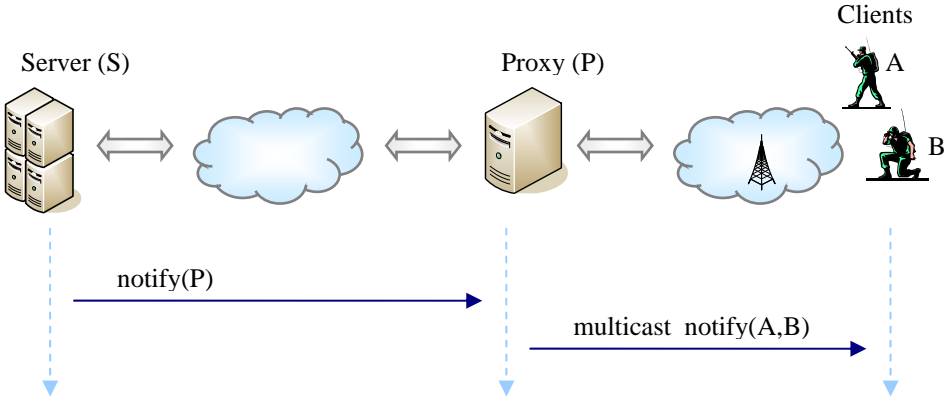 Clients
Server (S)
Proxy (P)
A
B
notify(P)
multicast notify(A,B)